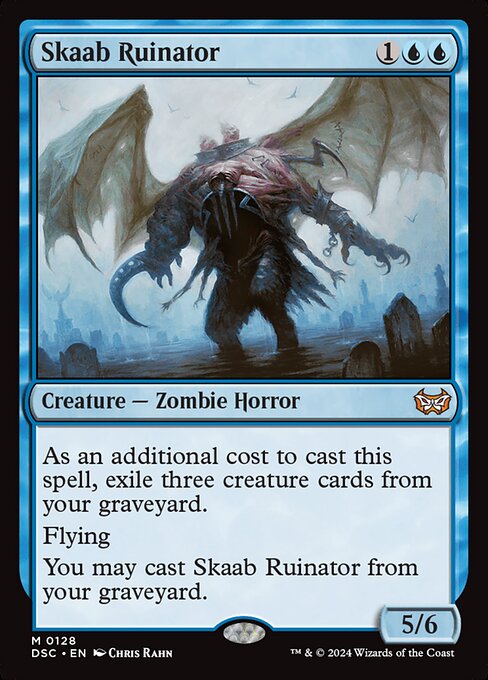 Skaab Ruinator 1
Creature — Zombie Horror
As an additional cost to cast this
spell, exile three creature cards from
your graveyard.
Flying
You may cast Skaab Ruinator from
your graveyard.
5/6
M 0128
DSC • EN Chris Rahn
™ & © 2024 Wizards of the Coast